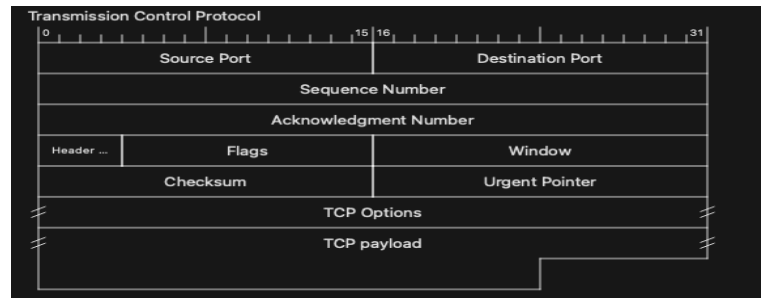 Transmission Control Protocol
0 15 16 31
Source Port Destination Port
Sequence Number
Acknowledgment Number
Header ... Flags Window
Checksum Urgent Pointer
TCP Options
TCP payload